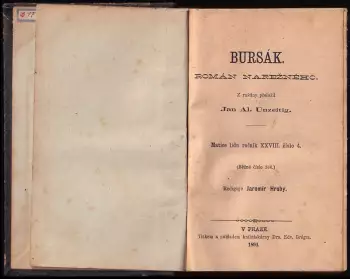 BURSÁK.
ROMÁN NAREŽNÉHO.
Z ruštiny přeložil
Jan Al. Unzeitig.
Matice lidu ročník XXVIII. číslo 4.
(Běžné číslo 166.)
Rediguje Jaromír Hrubý.
V PRAZE.
Tiskem a nákladem knihtiskárny Dra. Edv. Grégra.
1894.